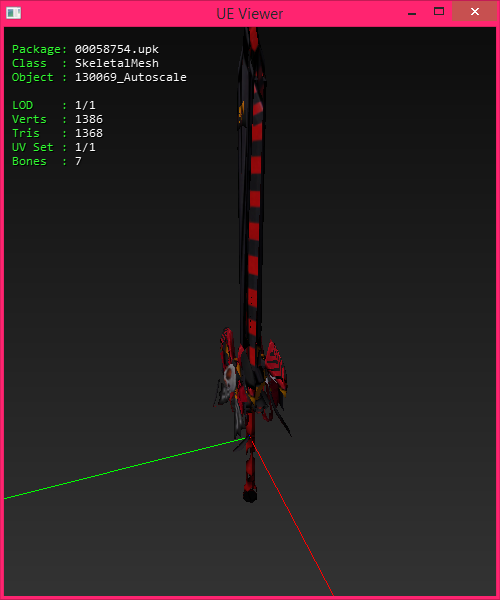 UE Viewer
Package: 00058754.upk
Class  : SkeletalMesh
Object : 130069_Autoscale
LOD    : 1/1
Verts  : 1386
Tris   : 1368
UV Set : 1/1
Bones  : 7